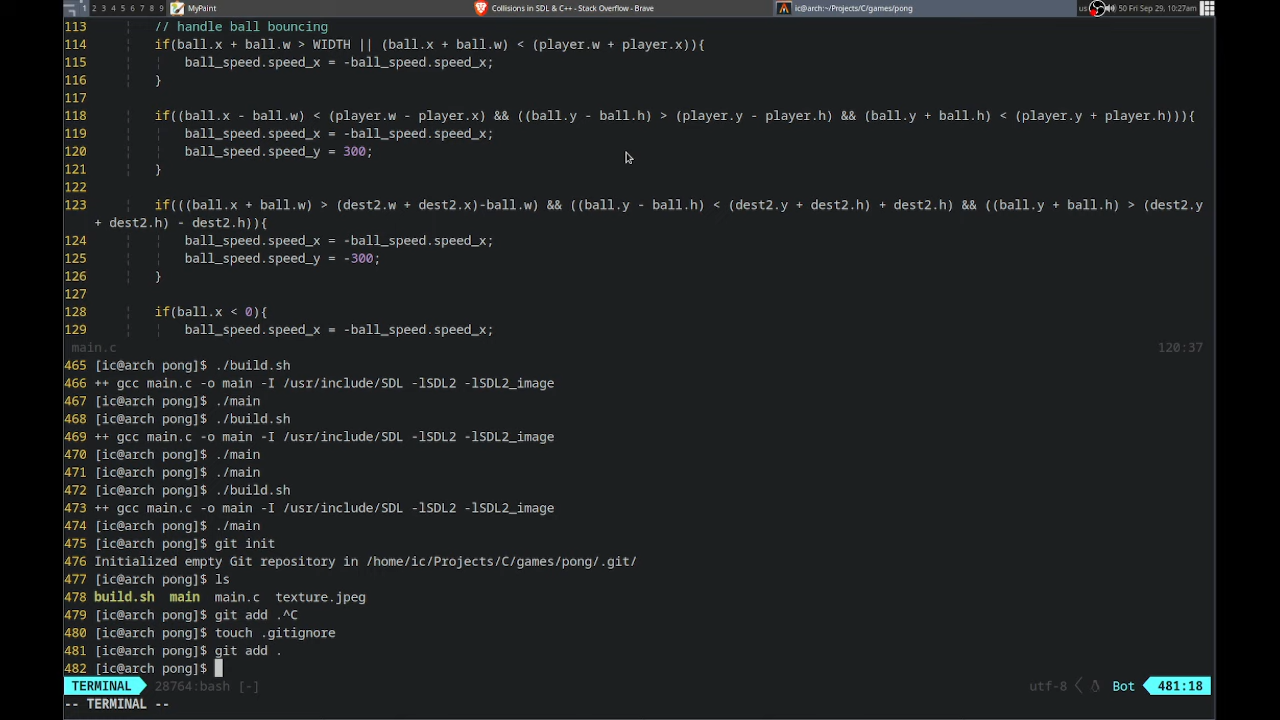 1 2 3 4 5 6 7 8 9 MyPaint Collisions in SDL & C++ - Stack Overflow - Brave ic@arch:~/Projects/C/games/pong us 50 Fri Sep 29, 10:27am
113 // handle ball bouncing
114 if(ball.x + ball.w > WIDTH || (ball.x + ball.w) < (player.w + player.x)){
115 ball_speed.speed_x = -ball_speed.speed_x;
116 }
117
118 if((ball.x - ball.w) < (player.w - player.x) && ((ball.y - ball.h) > (player.y - player.h) && (ball.y + ball.h) < (player.y + player.h))){
119 ball_speed.speed_x = -ball_speed.speed_x;
120 ball_speed.speed_y = 300;
121 }
122
123 if(((ball.x + ball.w) > (dest2.w + dest2.x)-ball.w) && ((ball.y - ball.h) < (dest2.y + dest2.h) + dest2.h) && ((ball.y + ball.h) > (dest2.y
+ dest2.h) - dest2.h)){
124 ball_speed.speed_x = -ball_speed.speed_x;
125 ball_speed.speed_y = -300;
126 }
127
128 if(ball.x < 0){
129 ball_speed.speed_x = -ball_speed.speed_x;
main.c 120:37
465 [ic@arch pong]$ ./build.sh
466 ++ gcc main.c -o main -I /usr/include/SDL -lSDL2 -lSDL2_image
467 [ic@arch pong]$ ./main
468 [ic@arch pong]$ ./build.sh
469 ++ gcc main.c -o main -I /usr/include/SDL -lSDL2 -lSDL2_image
470 [ic@arch pong]$ ./main
471 [ic@arch pong]$ ./main
472 [ic@arch pong]$ ./build.sh
473 ++ gcc main.c -o main -I /usr/include/SDL -lSDL2 -lSDL2_image
474 [ic@arch pong]$ ./main
475 [ic@arch pong]$ git init
476 Initialized empty Git repository in /home/ic/Projects/C/games/pong/.git/
477 [ic@arch pong]$ ls
478 build.sh main main.c texture.jpeg
479 [ic@arch pong]$ git add .^C
480 [ic@arch pong]$ touch .gitignore
481 [ic@arch pong]$ git add .
482 [ic@arch pong]$
TERMINAL 28764:bash [-] utf-8 Bot 481:18
-- TERMINAL --